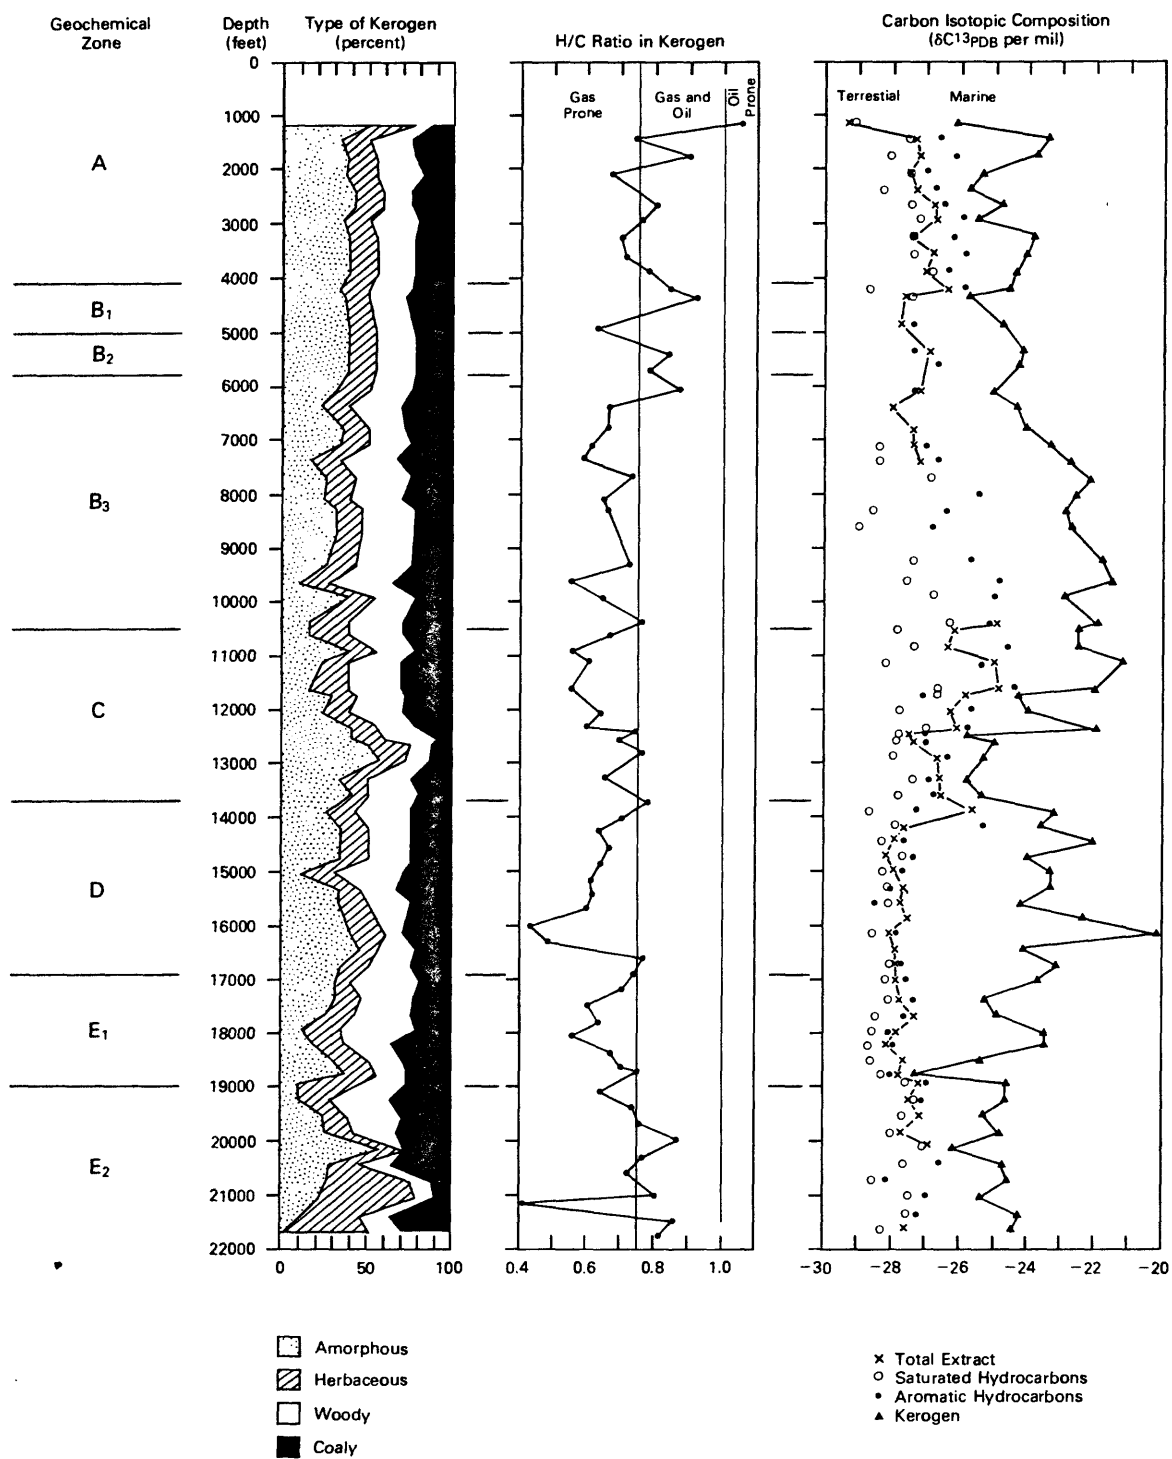 Geochemical
Zone
Depth
(feet)
Type of Kerogen
(percent)
H/C Ratio in Kerogen
Carbon Isotopic Composition
(δC¹³PDB per mil)
Gas
Prone
Gas and
Oil
Oil
Prone
Terrestial
Marine
0
1000
2000
3000
4000
5000
6000
7000
8000
9000
10000
11000
12000
13000
14000
15000
16000
17000
18000
19000
20000
21000
22000
A
B₁
B₂
B₃
C
D
E₁
E₂
0 50 100
0.4 0.6 0.8 1.0
−30 −28 −26 −24 −22 −20
Amorphous
Herbaceous
Woody
Coaly
× Total Extract
○ Saturated Hydrocarbons
• Aromatic Hydrocarbons
▲ Kerogen